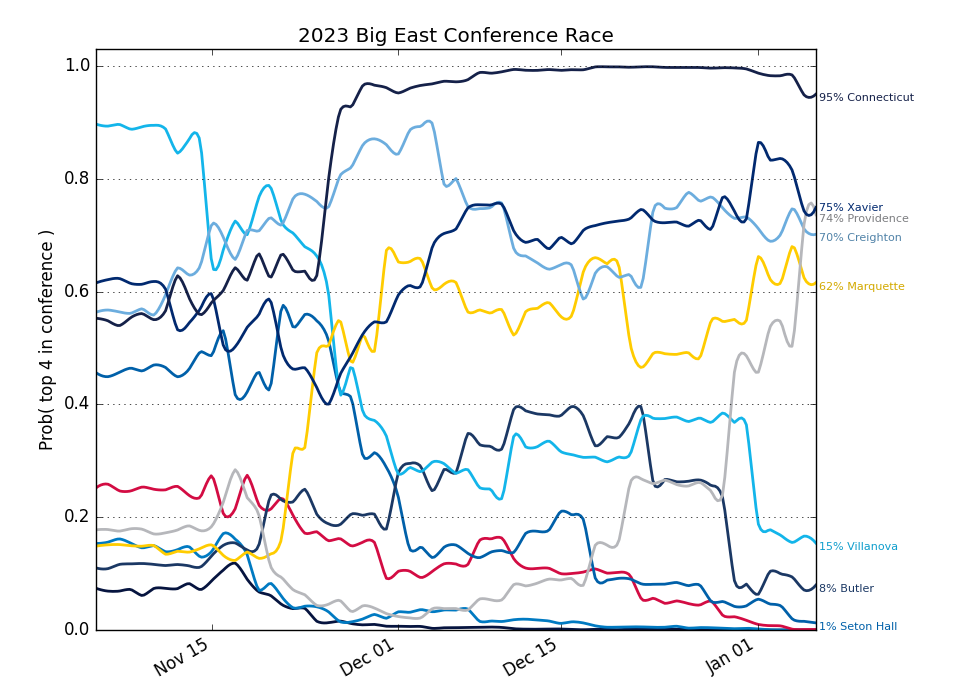 2023 Big East Conference Race
Prob( top 4 in conference )
1.0
0.8
0.6
0.4
0.2
0.0
Nov 15
Dec 01
Dec 15
Jan 01
95% Connecticut
75% Xavier
74% Providence
70% Creighton
62% Marquette
15% Villanova
8% Butler
1% Seton Hall